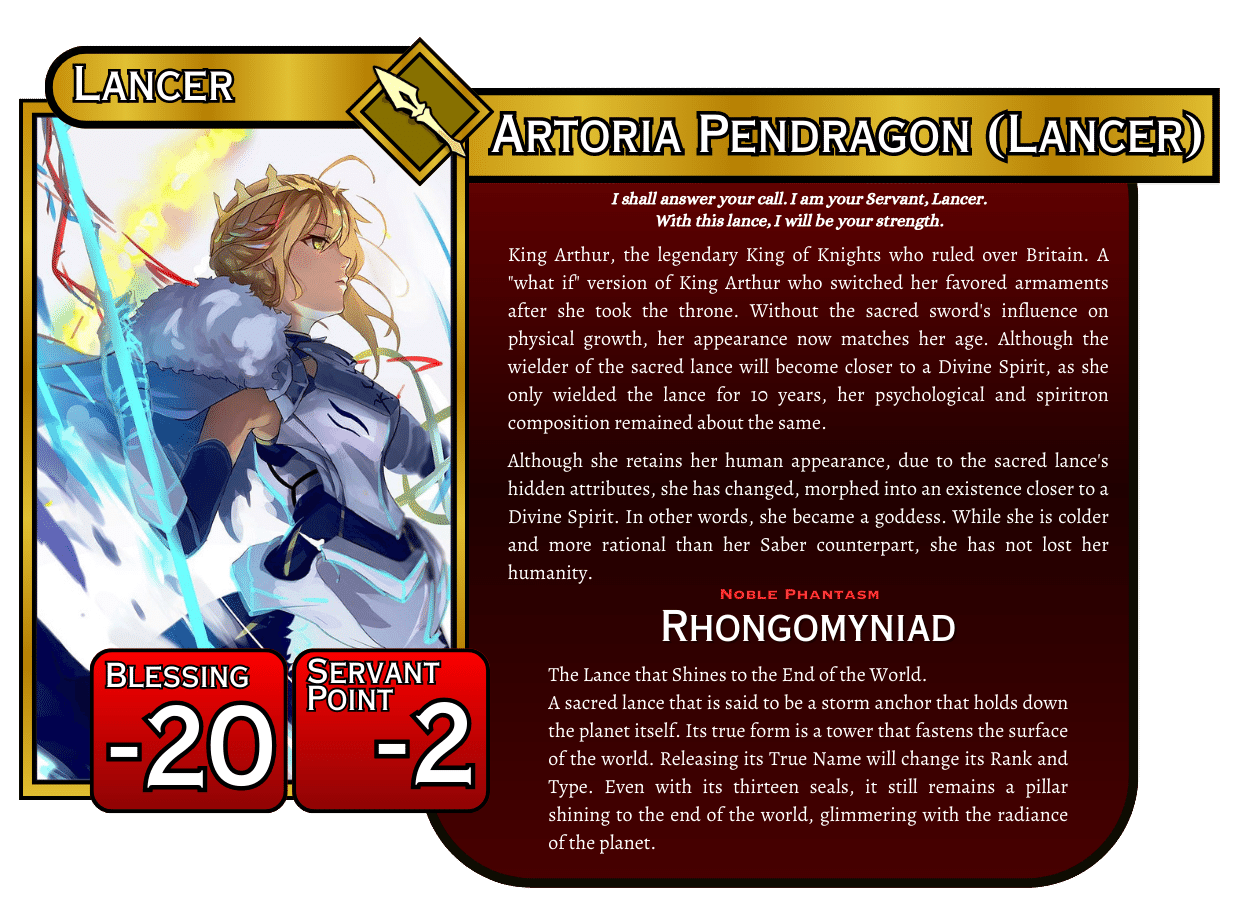 Lancer
Artoria Pendragon (Lancer)
I shall answer your call. I am your Servant, Lancer.
With this lance, I will be your strength.
King Arthur, the legendary King of Knights who ruled over Britain. A
"what if" version of King Arthur who switched her favored armaments
after she took the throne. Without the sacred sword's influence on
physical growth, her appearance now matches her age. Although the
wielder of the sacred lance will become closer to a Divine Spirit, as she
only wielded the lance for 10 years, her psychological and spiritron
composition remained about the same.
Although she retains her human appearance, due to the sacred lance's
hidden attributes, she has changed, morphed into an existence closer to a
Divine Spirit. In other words, she became a goddess. While she is colder
and more rational than her Saber counterpart, she has not lost her
humanity.
Noble Phantasm
Rhongomyniad
The Lance that Shines to the End of the World.
A sacred lance that is said to be a storm anchor that holds down
the planet itself. Its true form is a tower that fastens the surface
of the world. Releasing its True Name will change its Rank and
Type. Even with its thirteen seals, it still remains a pillar
shining to the end of the world, glimmering with the radiance
of the planet.
Blessing
-20
Servant
Point
-2